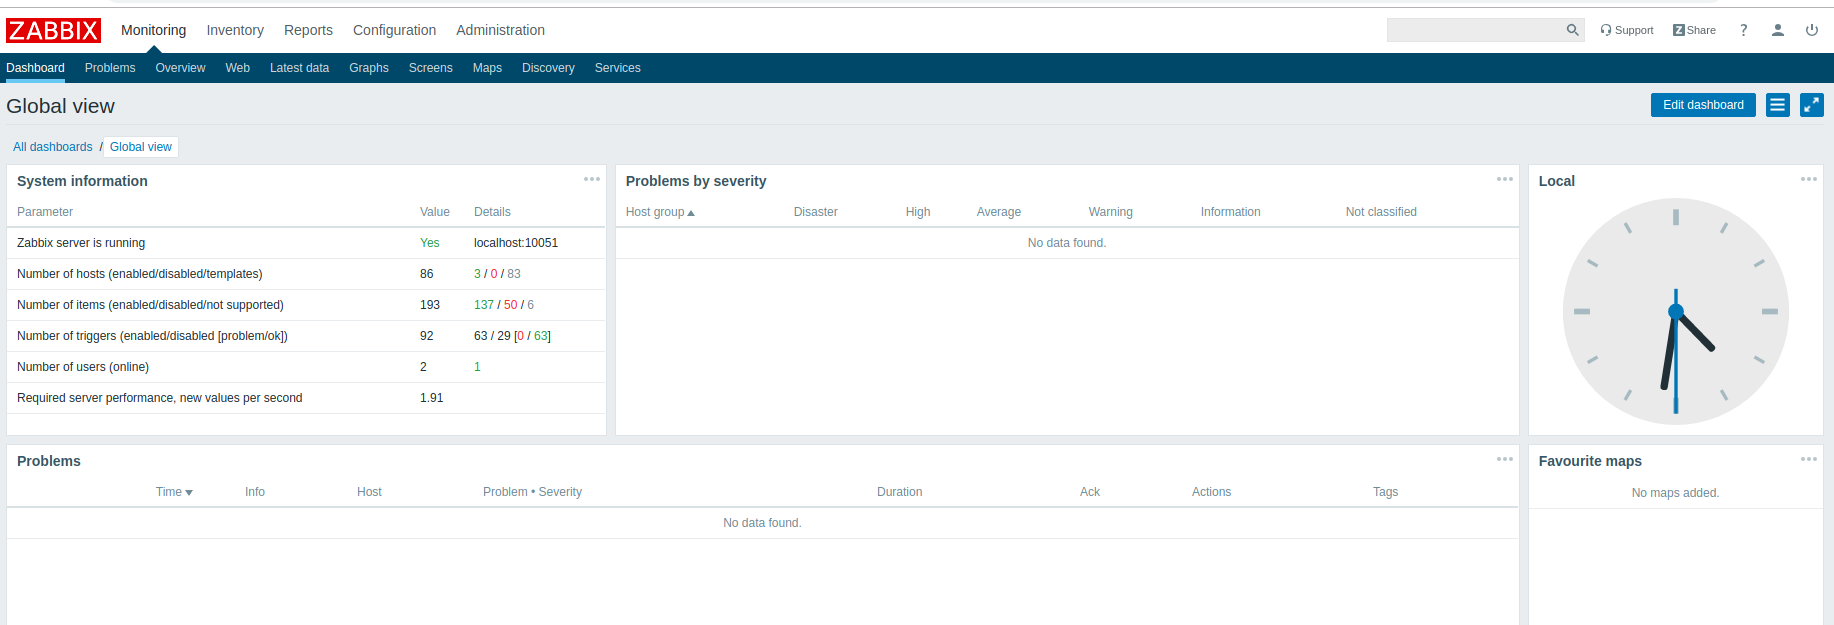 ZABBIX Monitoring Inventory Reports Configuration Administration Support Z Share ?
Dashboard Problems Overview Web Latest data Graphs Screens Maps Discovery Services
Global view Edit dashboard
All dashboards / Global view
System information
Parameter Value Details
Zabbix server is running Yes localhost:10051
Number of hosts (enabled/disabled/templates) 86 3 / 0 / 83
Number of items (enabled/disabled/not supported) 193 137 / 50 / 6
Number of triggers (enabled/disabled [problem/ok]) 92 63 / 29 [0 / 63]
Number of users (online) 2 1
Required server performance, new values per second 1.91
Problems by severity
Host group Disaster High Average Warning Information Not classified
No data found.
Local
Problems
Time Info Host Problem • Severity Duration Ack Actions Tags
No data found.
Favourite maps
No maps added.